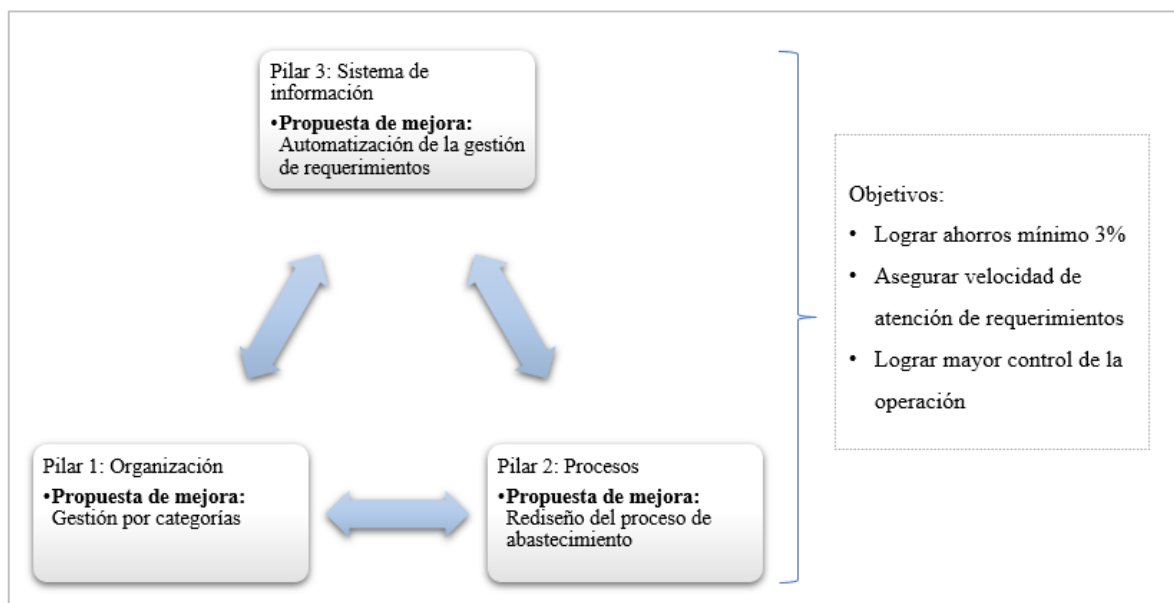 Pilar 3: Sistema de
información
•Propuesta de mejora:
Automatización de la gestión
de requerimientos
Objetivos:
• Lograr ahorros mínimo 3%
• Asegurar velocidad de
atención de requerimientos
• Lograr mayor control de la
operación
Pilar 1: Organización
•Propuesta de mejora:
Gestión por categorías
Pilar 2: Procesos
•Propuesta de mejora:
Rediseño del proceso de
abastecimiento